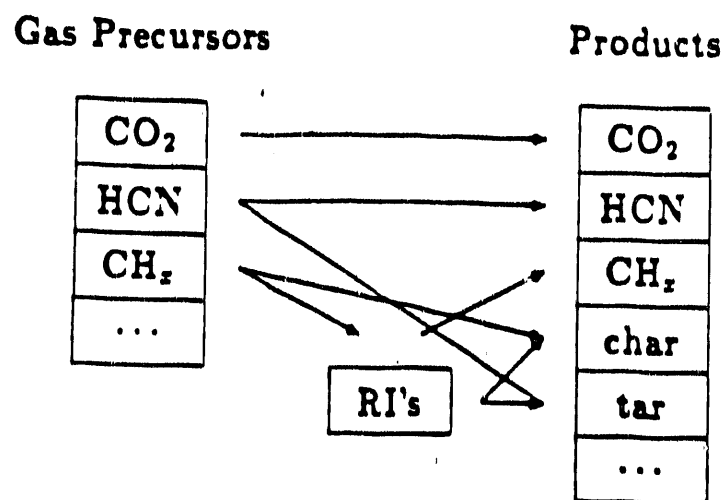 Gas Precursors
Products
CO₂
HCN
CHₓ
...
RI's
CO₂
HCN
CHₓ
char
tar
...